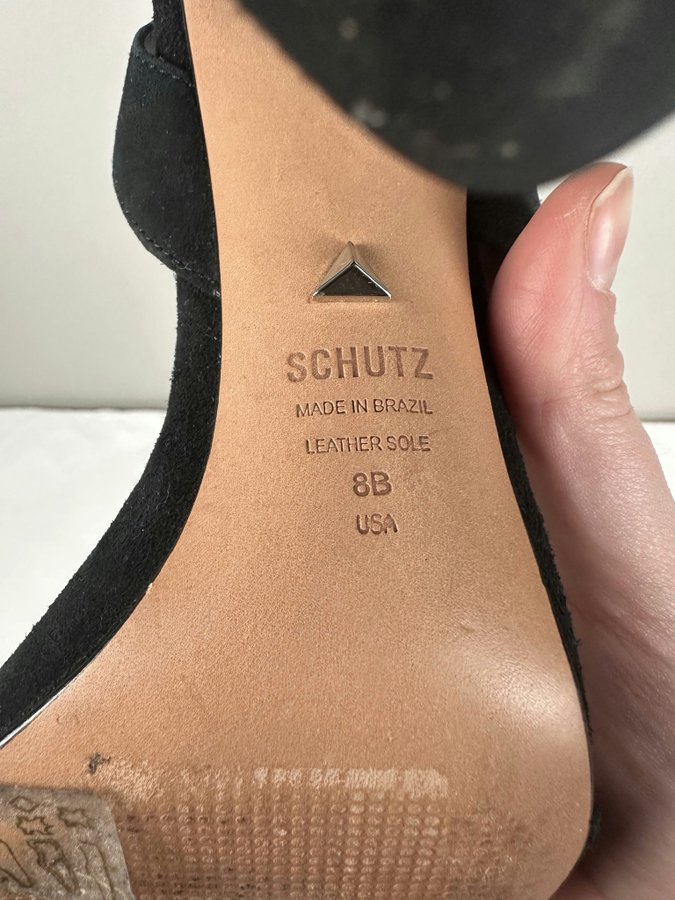 SCHUTZ
MADE IN BRAZIL
LEATHER SOLE
8B
USA